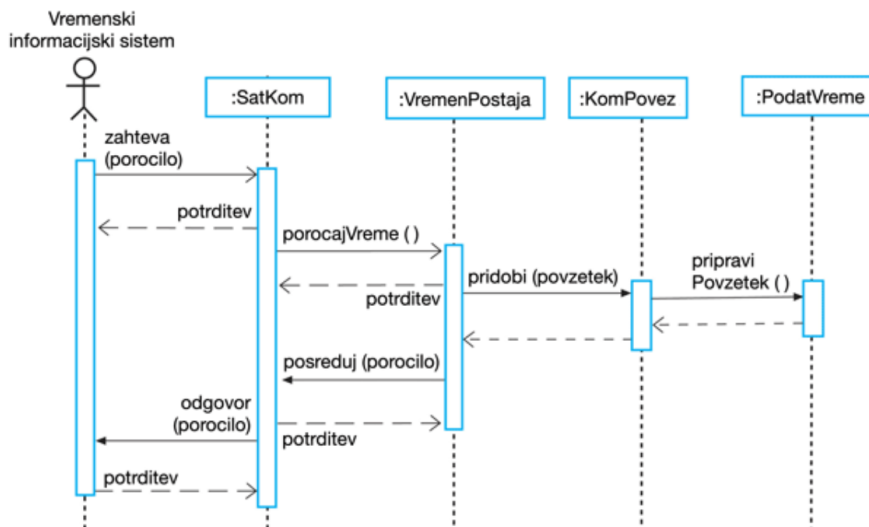 Vremenski
informacijski sistem
:SatKom
:VremenPostaja
:KomPovez
:PodatVreme
zahteva
(porocilo)
potrditev
porocajVreme ( )
potrditev
pridobi (povzetek)
pripravi
Povzetek ( )
posreduj (porocilo)
odgovor
(porocilo)
potrditev
potrditev